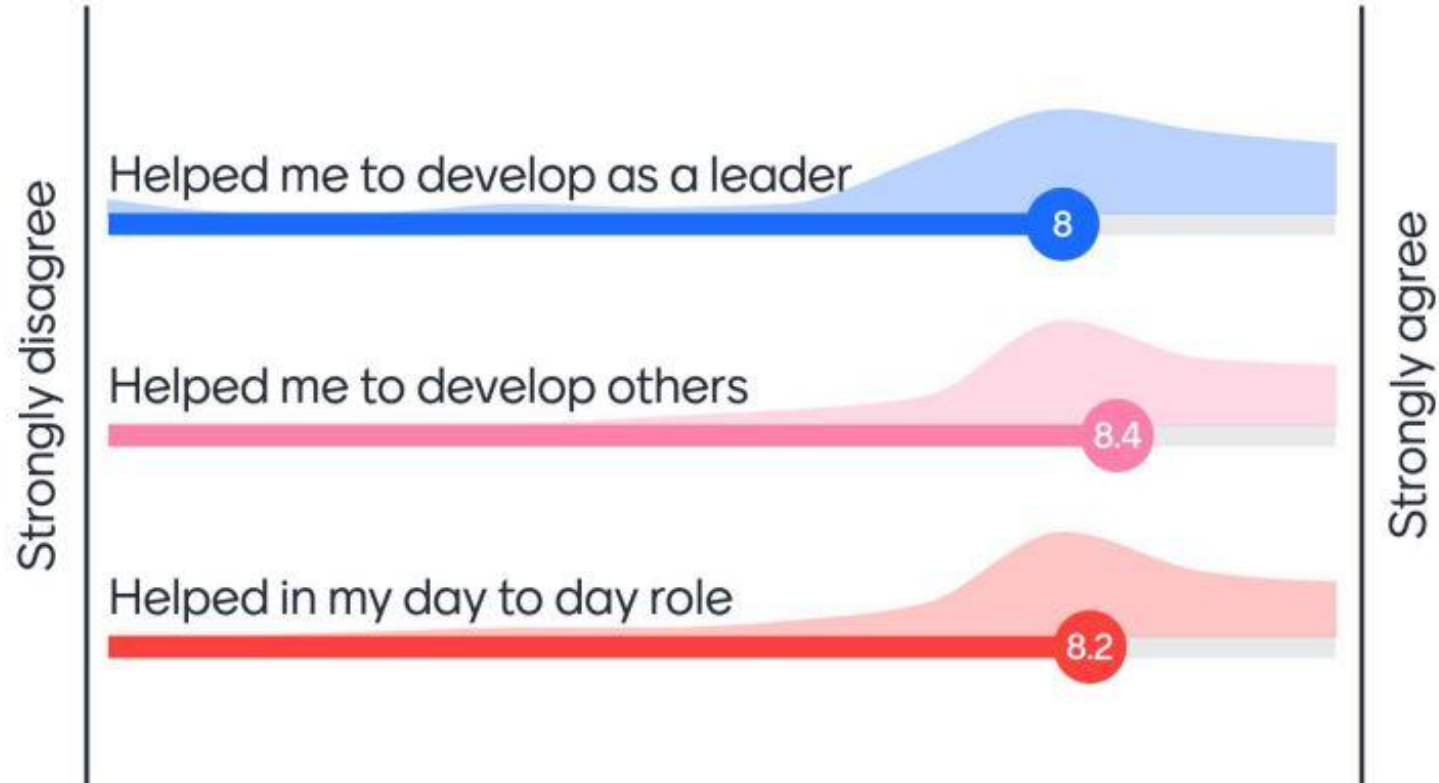 Strongly disagree
Helped me to develop as a leader
8
Helped me to develop others
8.4
Helped in my day to day role
8.2
Strongly agree